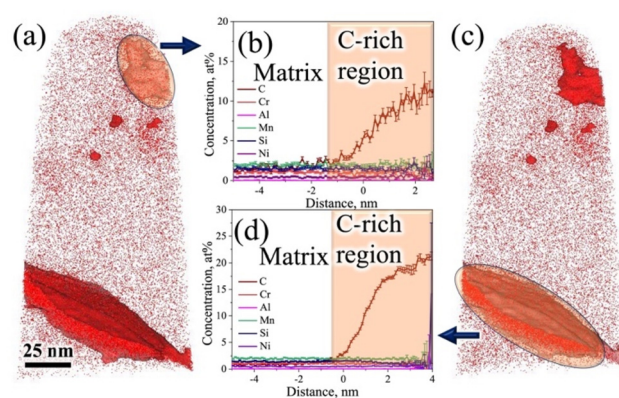 (a)
25 nm
(b)
Concentration, at%
20
15
10
5
0
C-rich
region
Matrix
C
Cr
Al
Mn
Si
Ni
-4
-2
0
2
Distance, nm
(c)
(d)
Concentration, at%
30
25
20
15
10
5
0
C-rich
region
Matrix
C
Cr
Al
Mn
Si
Ni
-4
-2
0
2
4
Distance, nm